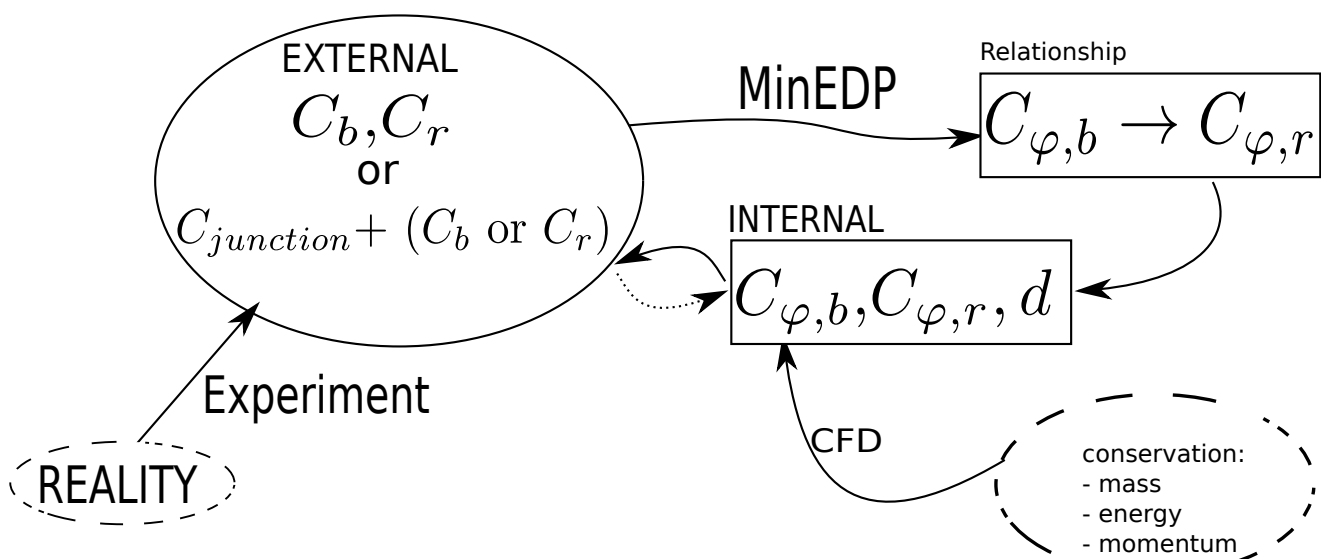 EXTERNAL
C_b, C_r
or
C_junction + (C_b or C_r)
MinEDP
Relationship
C_φ,b → C_φ,r
INTERNAL
C_φ,b, C_φ,r, d
Experiment
REALITY
CFD
conservation:
- mass
- energy
- momentum